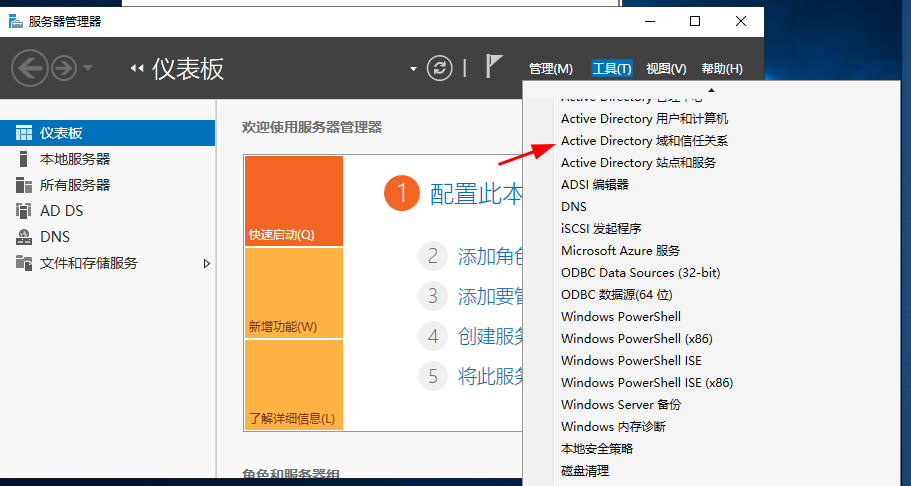 服务器管理器
仪表板
管理(M) 工具(T) 视图(V) 帮助(H)
仪表板
本地服务器
所有服务器
AD DS
DNS
文件和存储服务
欢迎使用服务器管理器
快速启动(Q)
新增功能(W)
了解详细信息(L)
1 配置此本
2 添加角色
3 添加要管
4 创建服务
5 将此服务
角色和服务器组
Active Directory 管理中心
Active Directory 用户和计算机
Active Directory 域和信任关系
Active Directory 站点和服务
ADSI 编辑器
DNS
iSCSI 发起程序
Microsoft Azure 服务
ODBC Data Sources (32-bit)
ODBC 数据源(64 位)
Windows PowerShell
Windows PowerShell (x86)
Windows PowerShell ISE
Windows PowerShell ISE (x86)
Windows Server 备份
Windows 内存诊断
本地安全策略
磁盘清理